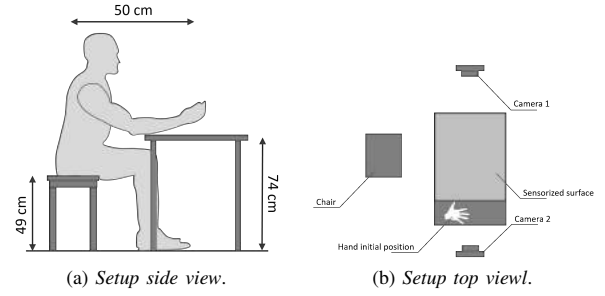 50 cm
49 cm
74 cm
Camera 1
Chair
Sensorized surface
Hand initial position
Camera 2
(a) Setup side view.
(b) Setup top viewl.